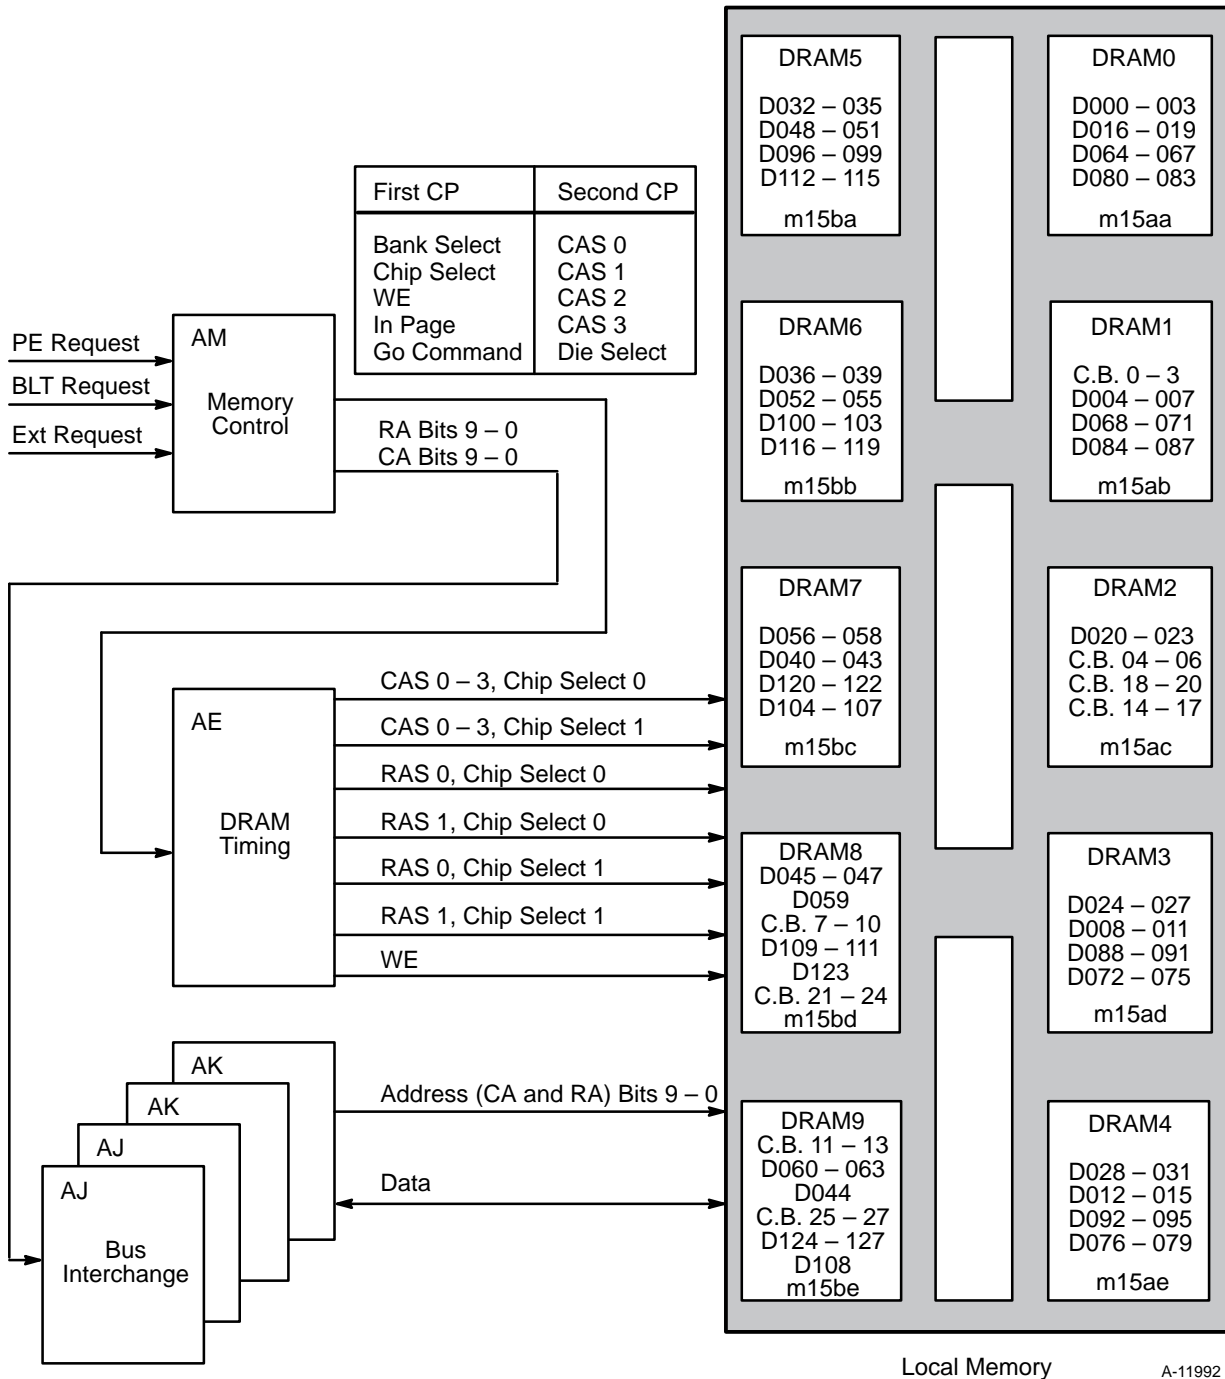 DRAM5
D032 – 035
D048 – 051
D096 – 099
D112 – 115
m15ba
DRAM0
D000 – 003
D016 – 019
D064 – 067
D080 – 083
m15aa
First CP Second CP
Bank Select CAS 0
Chip Select CAS 1
WE CAS 2
In Page CAS 3
Go Command Die Select
DRAM6
D036 – 039
D052 – 055
D100 – 103
D116 – 119
m15bb
DRAM1
C.B. 0 – 3
D004 – 007
D068 – 071
D084 – 087
m15ab
PE Request
BLT Request
Ext Request
AM
Memory
Control
RA Bits 9 – 0
CA Bits 9 – 0
DRAM7
D056 – 058
D040 – 043
D120 – 122
D104 – 107
m15bc
DRAM2
D020 – 023
C.B. 04 – 06
C.B. 18 – 20
C.B. 14 – 17
m15ac
AE
DRAM
Timing
CAS 0 – 3, Chip Select 0
CAS 0 – 3, Chip Select 1
RAS 0, Chip Select 0
RAS 1, Chip Select 0
RAS 0, Chip Select 1
RAS 1, Chip Select 1
WE
DRAM8
D045 – 047
D059
C.B. 7 – 10
D109 – 111
D123
C.B. 21 – 24
m15bd
DRAM3
D024 – 027
D008 – 011
D088 – 091
D072 – 075
m15ad
AK
AK
AJ
AJ
Bus
Interchange
Address (CA and RA) Bits 9 – 0
Data
DRAM9
C.B. 11 – 13
D060 – 063
D044
C.B. 25 – 27
D124 – 127
D108
m15be
DRAM4
D028 – 031
D012 – 015
D092 – 095
D076 – 079
m15ae
Local Memory
A-11992